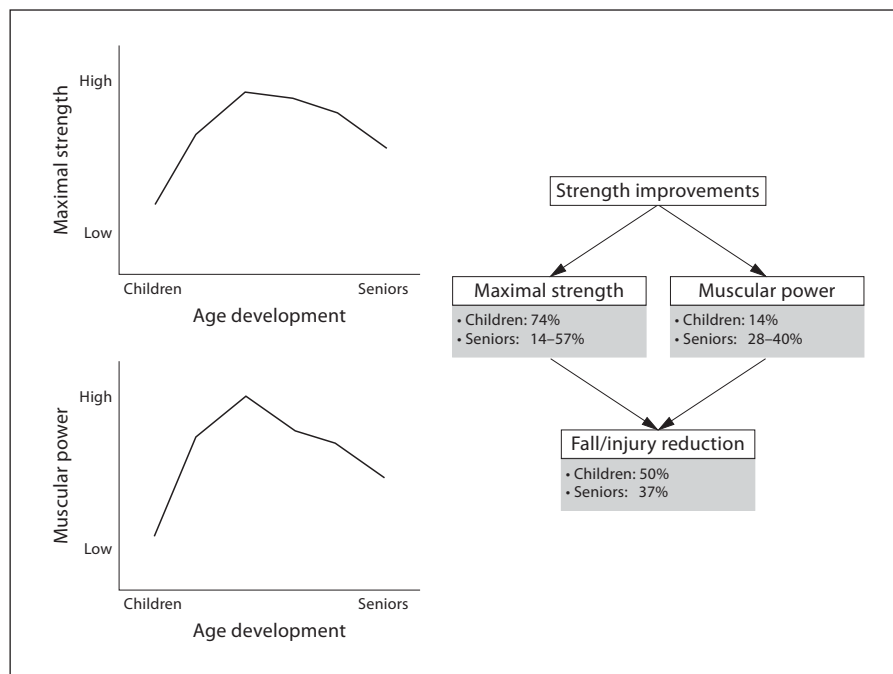 High
Maximal strength
Low
Children
Seniors
Age development
High
Muscular power
Low
Children
Seniors
Age development
Strength improvements
Maximal strength
• Children: 74%
• Seniors: 14–57%
Muscular power
• Children: 14%
• Seniors: 28–40%
Fall/injury reduction
• Children: 50%
• Seniors: 37%